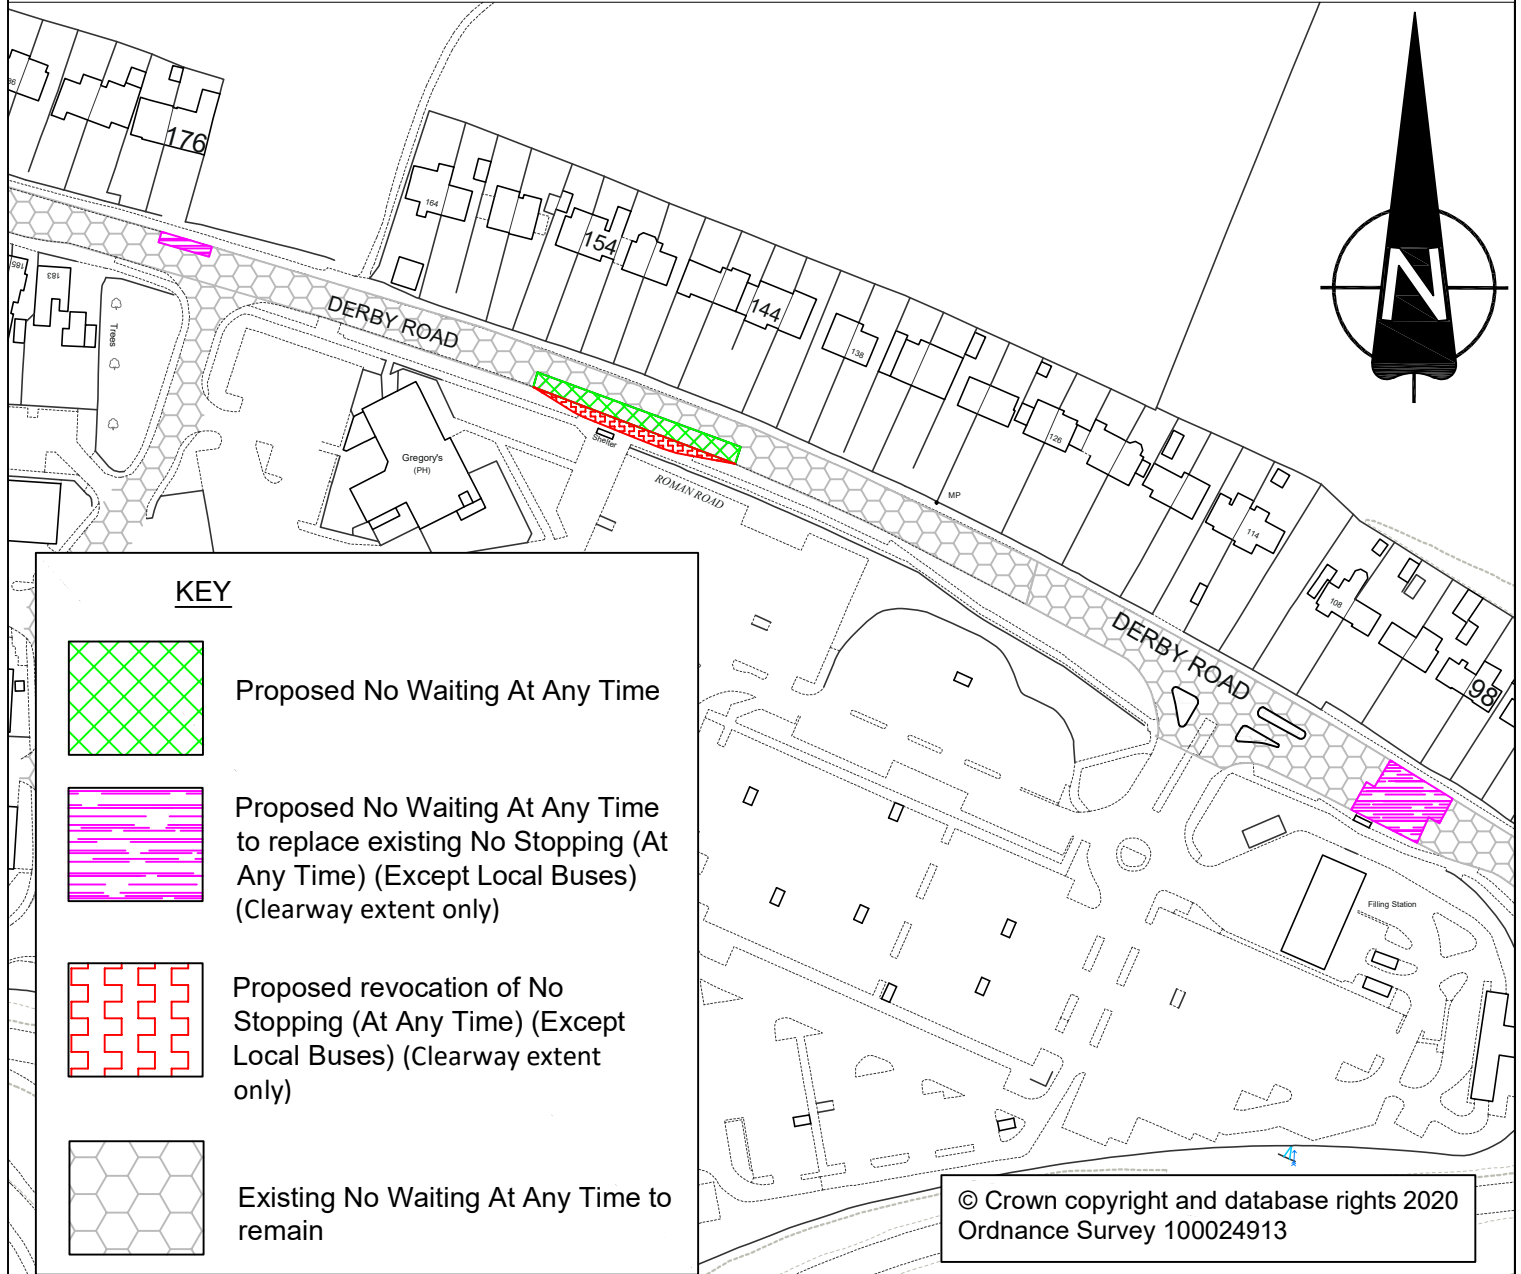 176
164
154
144
138
126
114
108
98
185
183
Trees
DERBY ROAD
Gregory's
(PH)
Shelter
ROMAN ROAD
MP
DERBY ROAD
Filling Station
N
KEY
Proposed No Waiting At Any Time
Proposed No Waiting At Any Time
to replace existing No Stopping (At
Any Time) (Except Local Buses)
(Clearway extent only)
Proposed revocation of No
Stopping (At Any Time) (Except
Local Buses) (Clearway extent
only)
Existing No Waiting At Any Time to
remain
© Crown copyright and database rights 2020
Ordnance Survey 100024913